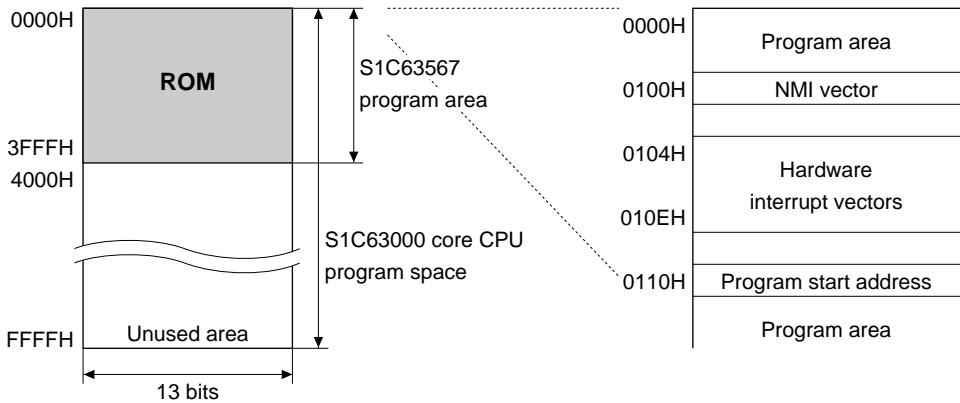 0000H
ROM
3FFFH
4000H
Unused area
FFFFH
13 bits
S1C63567
program area
S1C63000 core CPU
program space
0000H
Program area
0100H
NMI vector
0104H
Hardware
interrupt vectors
010EH
0110H
Program start address
Program area